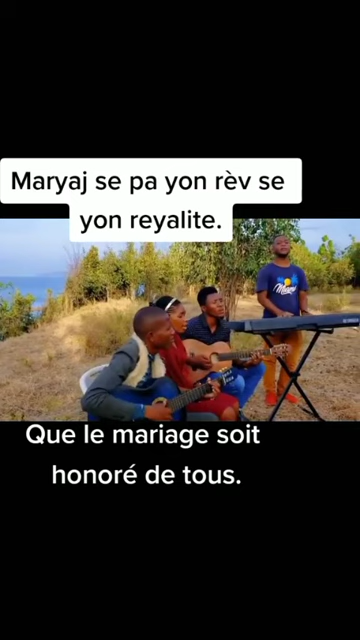 Maryaj se pa yon rèv se
yon reyalite.
Que le mariage soit
honoré de tous.